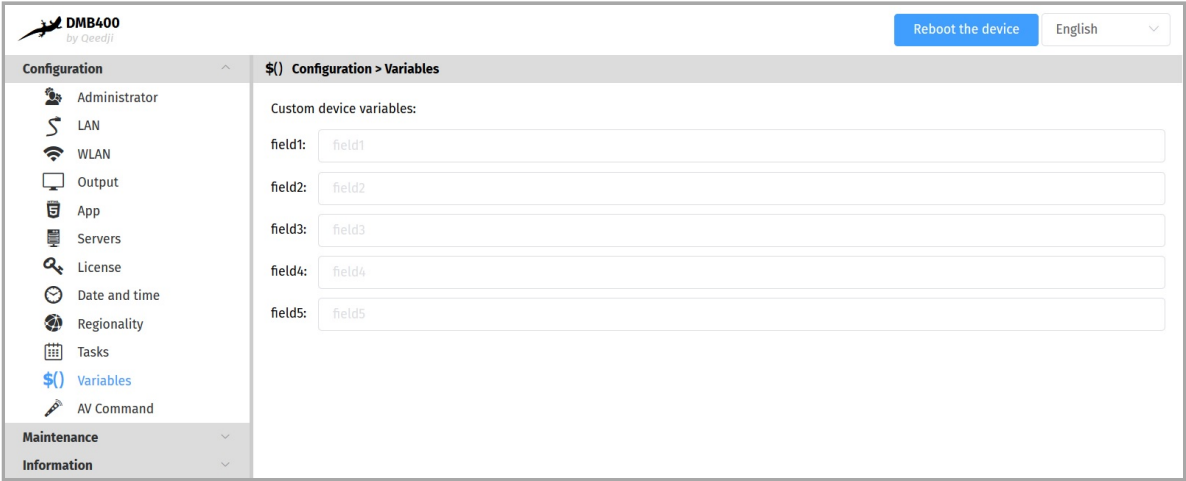 DMB400
by Qeedji
Reboot the device
English
Configuration
Administrator
LAN
WLAN
Output
App
Servers
License
Date and time
Regionality
Tasks
$() Variables
AV Command
Maintenance
Information
$() Configuration > Variables
Custom device variables:
field1: field1
field2: field2
field3: field3
field4: field4
field5: field5